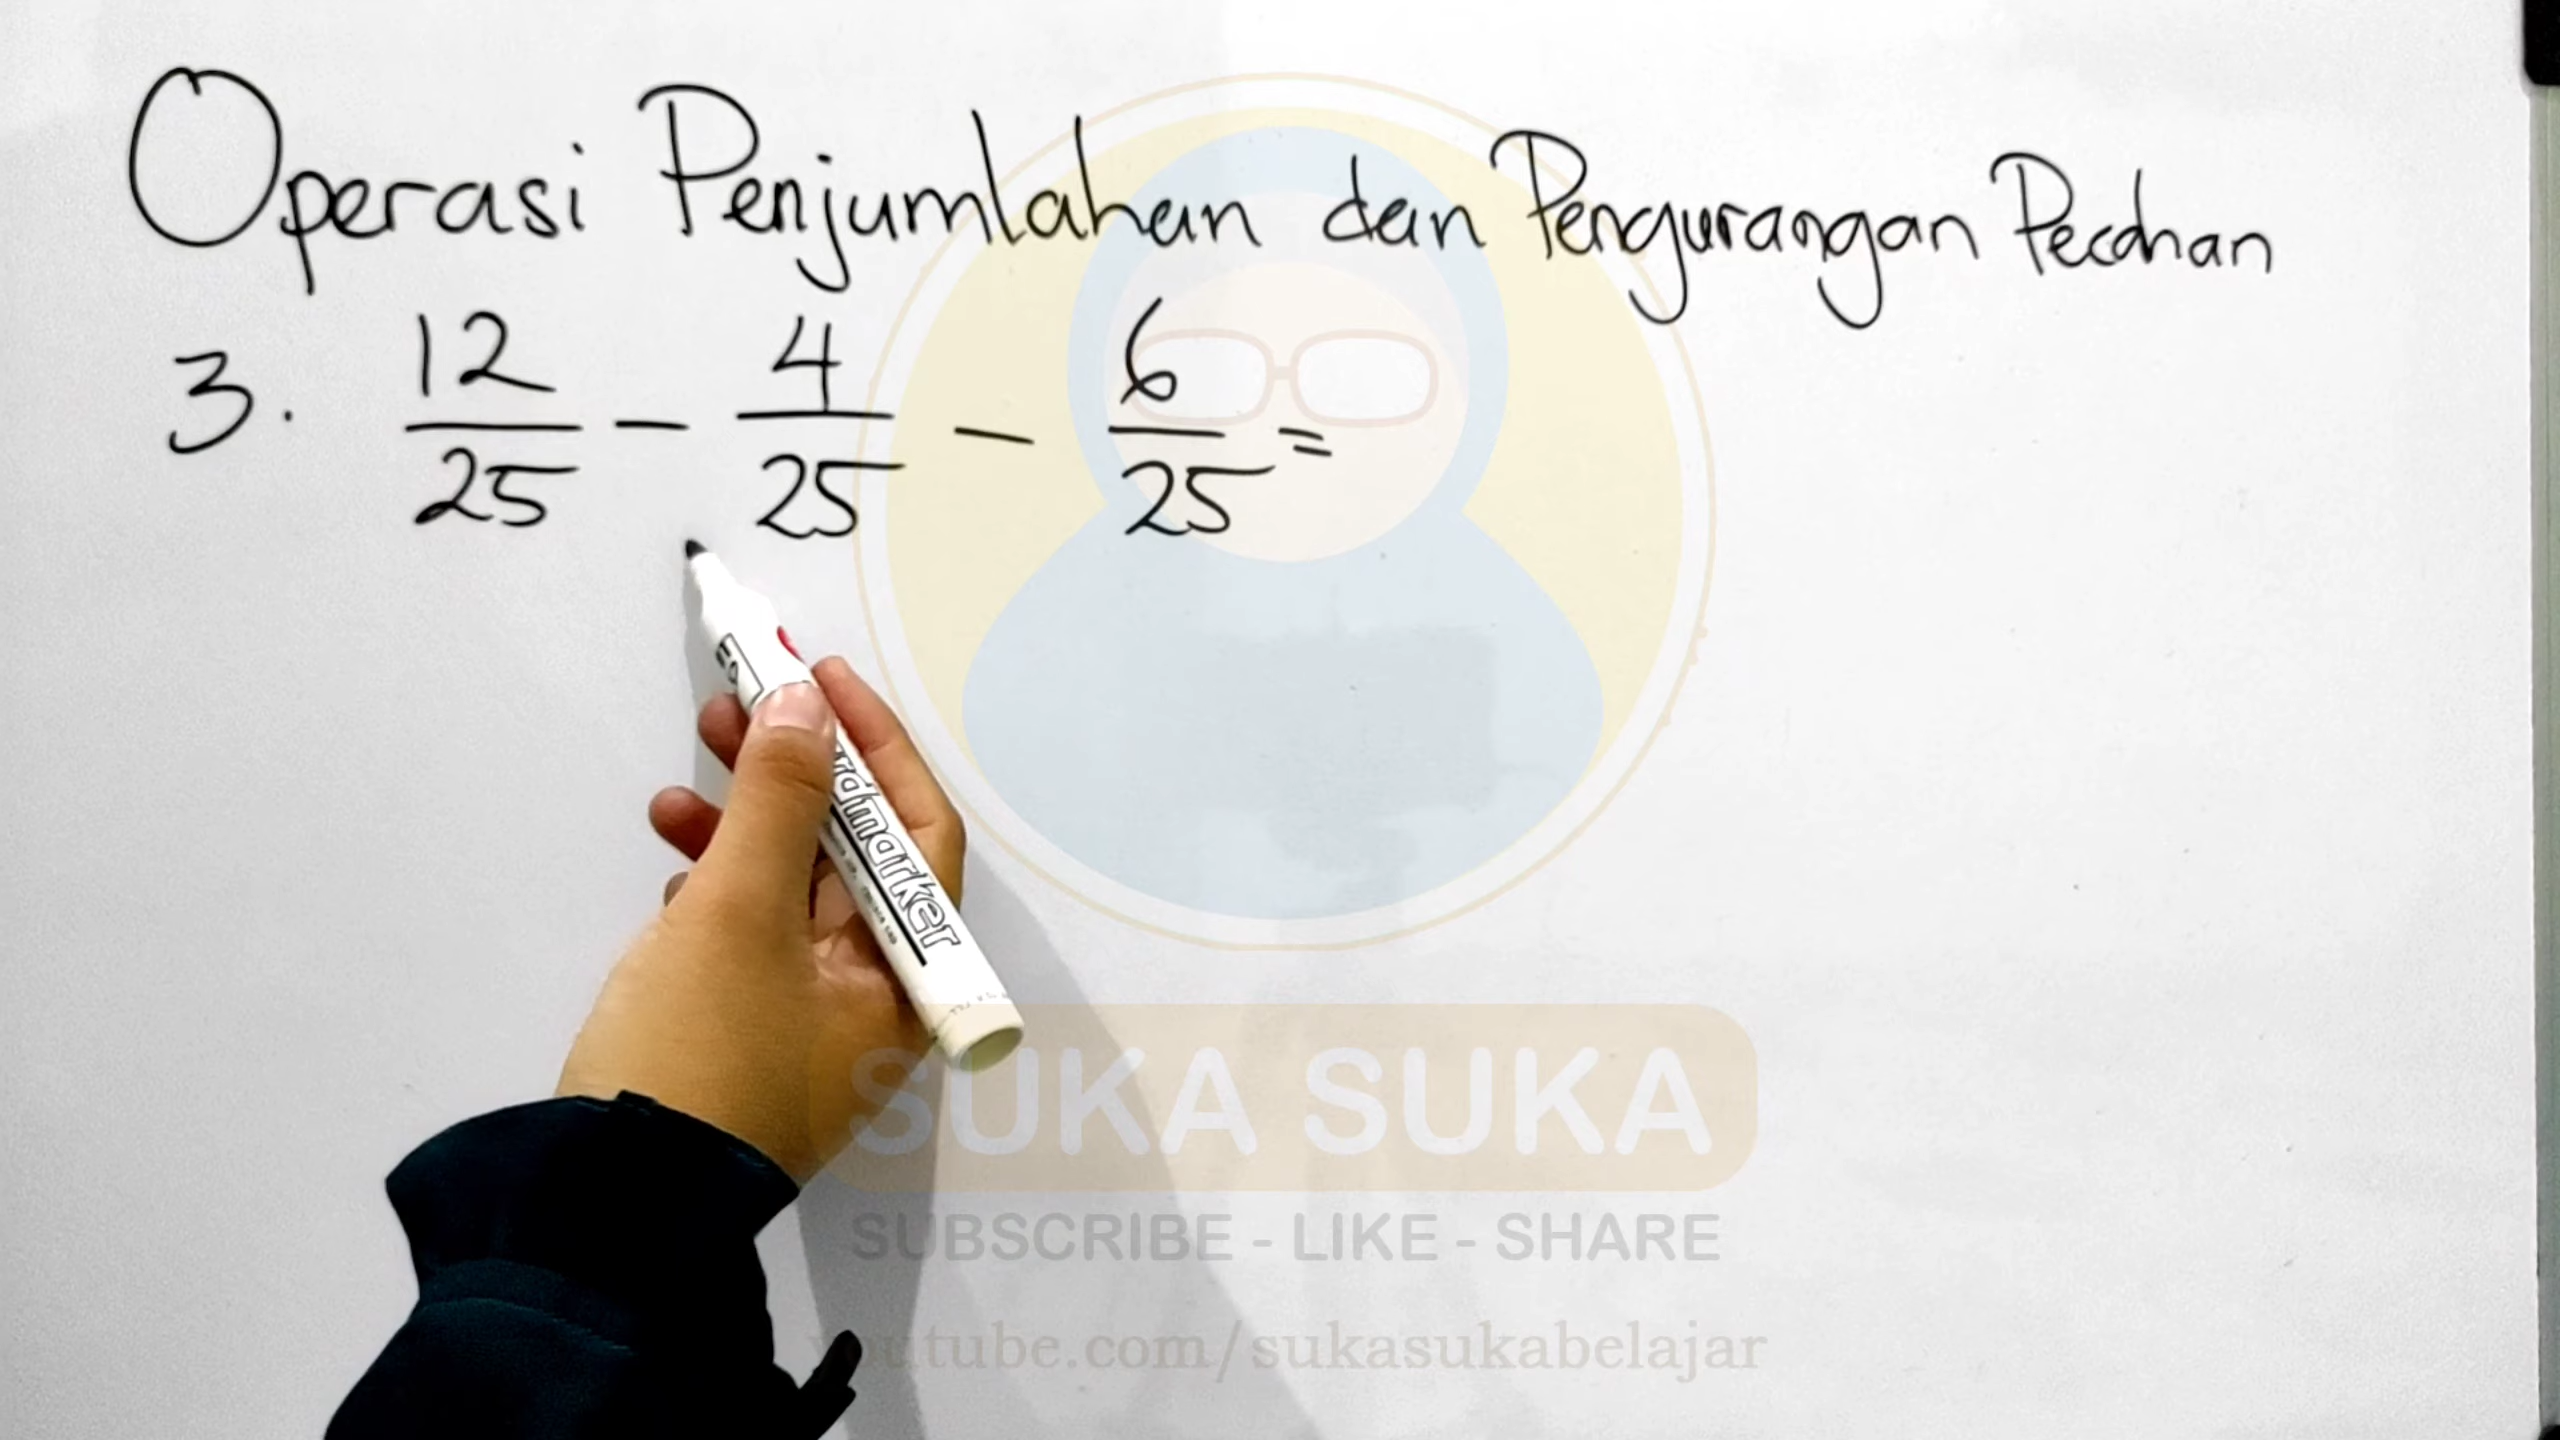 Operasi Penjumlahan dan Pengurangan Pecahan
3. 12/25 - 4/25 - 6/25 =
ardmarker
SUKA SUKA
SUBSCRIBE - LIKE - SHARE
youtube.com/sukasukabelajar